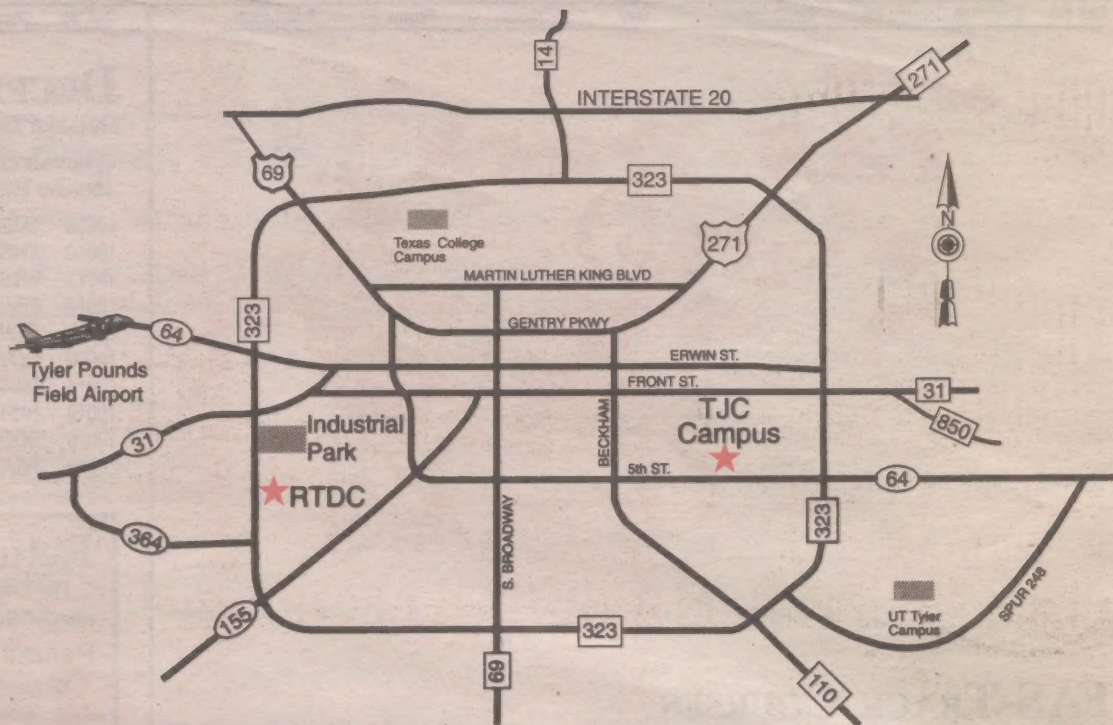 14
271
INTERSTATE 20
69
323
Texas College
Campus
271
N
MARTIN LUTHER KING BLVD
323
GENTRY PKWY
64
ERWIN ST.
Tyler Pounds
Field Airport
FRONT ST.
31
850
TJC
Campus
Industrial
Park
BECKHAM
31
5th ST.
64
RTDC
364
323
S. BROADWAY
UT Tyler
Campus
SPUR 248
155
323
69
110